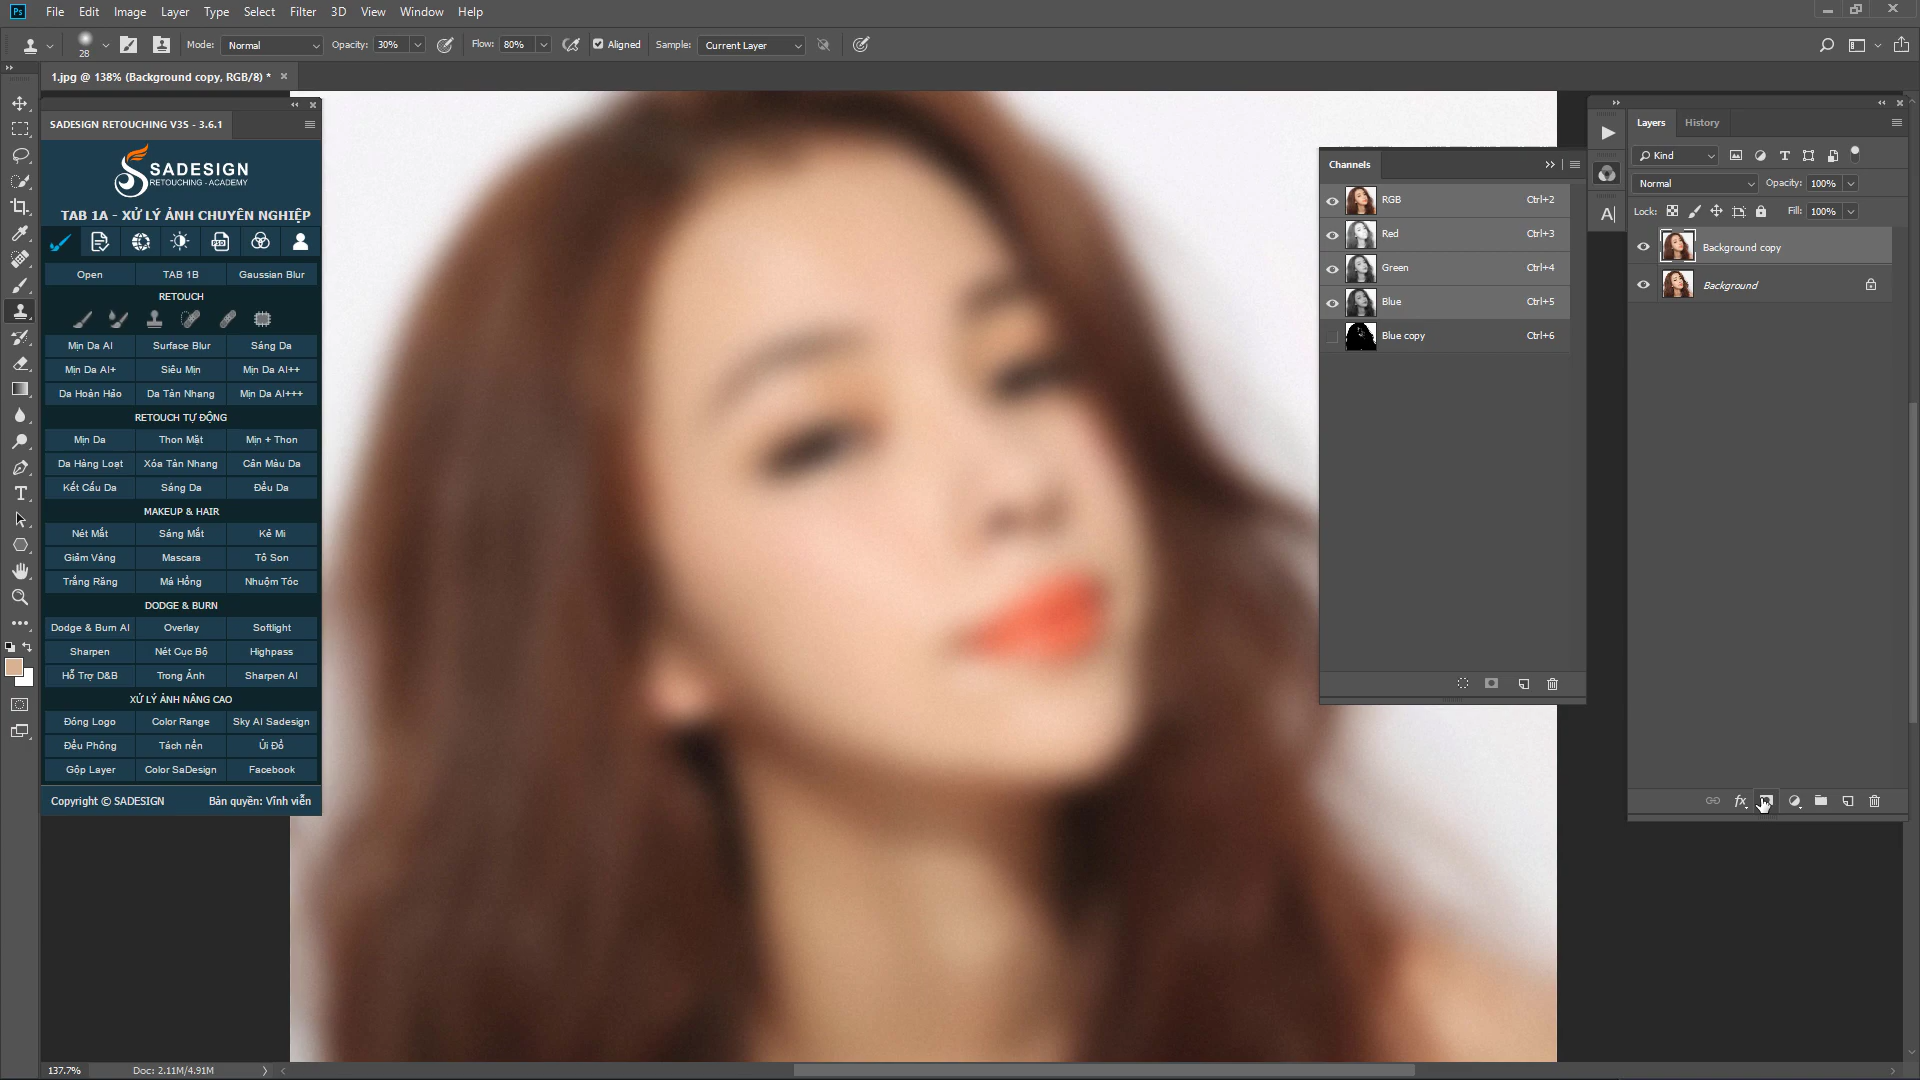 Ps File Edit Image Layer Type Select Filter 3D View Window Help
28 Mode: Normal Opacity: 30% Flow: 80% Aligned Sample: Current Layer
1.jpg @ 138% (Background copy, RGB/8) *
SADESIGN RETOUCHING V3S - 3.6.1
SADESIGN
RETOUCHING - ACADEMY
TAB 1A - XỬ LÝ ẢNH CHUYÊN NGHIỆP
Open TAB 1B Gaussian Blur
RETOUCH
Mịn Da AI Surface Blur Sáng Da
Mịn Da AI+ Siêu Mịn Mịn Da AI++
Da Hoàn Hảo Da Tàn Nhang Mịn Da AI+++
RETOUCH TỰ ĐỘNG
Mịn Da Thon Mặt Mịn + Thon
Da Hàng Loạt Xóa Tàn Nhang Cân Màu Da
Kết Cấu Da Sáng Da Đều Da
MAKEUP & HAIR
Nét Mắt Sáng Mắt Kẻ Mi
Giảm Vàng Mascara Tô Son
Trắng Răng Má Hồng Nhuộm Tóc
DODGE & BURN
Dodge & Burn AI Overlay Softlight
Sharpen Nét Cục Bộ Highpass
Hỗ Trợ D&B Trong Ảnh Sharpen AI
XỬ LÝ ẢNH NÂNG CAO
Đóng Logo Color Range Sky AI Sadesign
Đều Phông Tách nền Ủi Đồ
Gộp Layer Color SaDesign Facebook
Copyright © SADESIGN Bản quyền: Vĩnh viễn
Channels
RGB Ctrl+2
Red Ctrl+3
Green Ctrl+4
Blue Ctrl+5
Blue copy Ctrl+6
Layers History
Kind
Normal Opacity: 100%
Lock: Fill: 100%
Background copy
Background
fx
137.7% Doc: 2.11M/4.91M